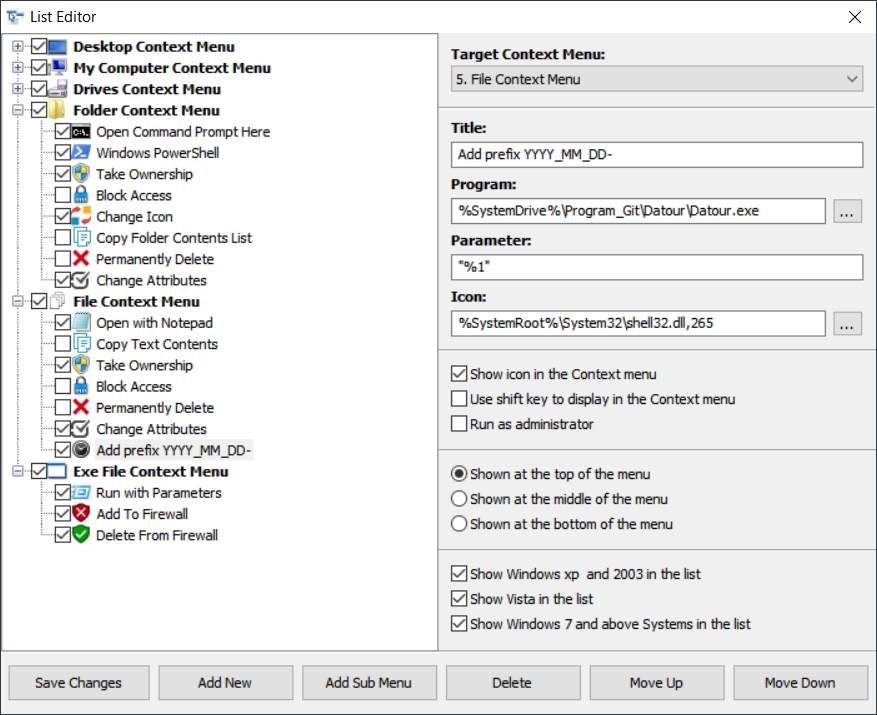 List Editor
Desktop Context Menu
My Computer Context Menu
Drives Context Menu
Folder Context Menu
C:\.
Open Command Prompt Here
Windows PowerShell
Take Ownership
Block Access
Change Icon
Copy Folder Contents List
Permanently Delete
Change Attributes
File Context Menu
Open with Notepad
Copy Text Contents
Take Ownership
Block Access
Permanently Delete
Change Attributes
Add prefix YYYY_MM_DD-
Exe File Context Menu
Run with Parameters
Add To Firewall
Delete From Firewall
Target Context Menu:
5. File Context Menu
Title:
Add prefix YYYY_MM_DD-
Program:
%SystemDrive%\Program_Git\Datour\Datour.exe
...
Parameter:
"%1"
Icon:
%SystemRoot%\System32\shell32.dll,265
...
Show icon in the Context menu
Use shift key to display in the Context menu
Run as administrator
Shown at the top of the menu
Shown at the middle of the menu
Shown at the bottom of the menu
Show Windows xp  and 2003 in the list
Show Vista in the list
Show Windows 7 and above Systems in the list
Save Changes
Add New
Add Sub Menu
Delete
Move Up
Move Down